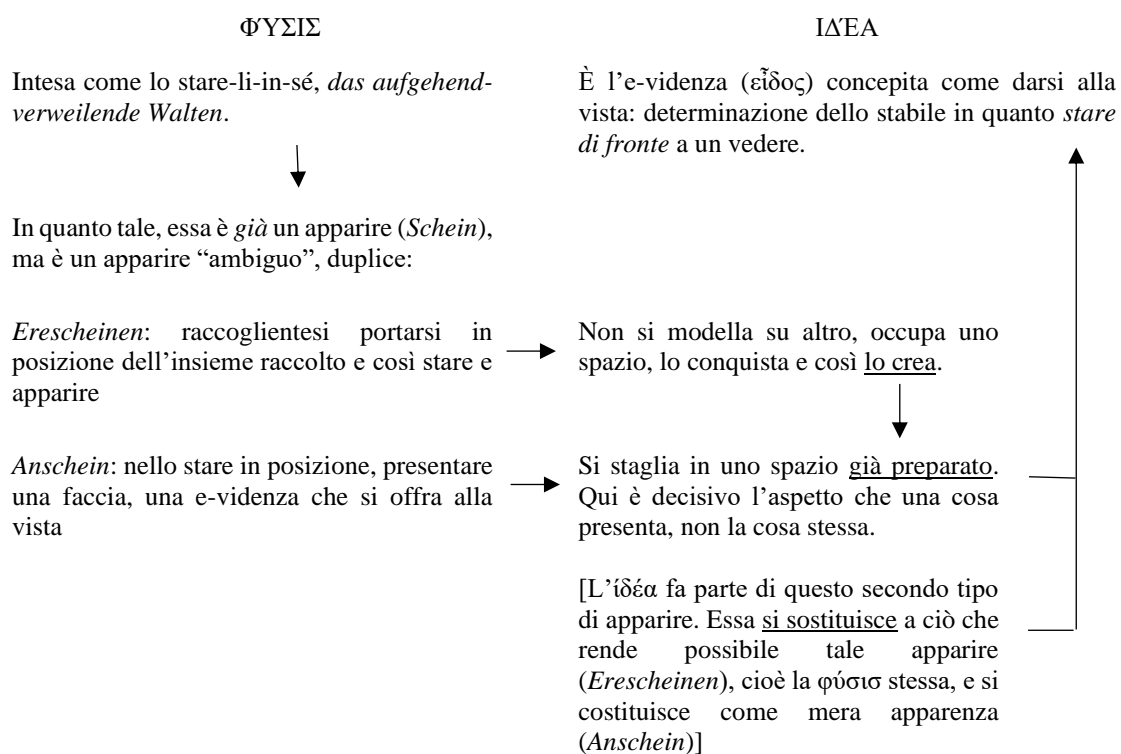 ΦΎΣΙΣ
Intesa come lo stare-li-in-sé, das aufgehend-
verweilende Walten.
In quanto tale, essa è già un apparire (Schein),
ma è un apparire “ambiguo”, duplice:
Erescheinen: raccoglientesi portarsi in
posizione dell’insieme raccolto e così stare e
apparire
Anschein: nello stare in posizione, presentare
una faccia, una e-videnza che si offra alla
vista
ΙΔΈΑ
È l’e-videnza (εἶδος) concepita come darsi alla
vista: determinazione dello stabile in quanto stare
di fronte a un vedere.
Non si modella su altro, occupa uno
spazio, lo conquista e così lo crea.
Si staglia in uno spazio già preparato.
Qui è decisivo l’aspetto che una cosa
presenta, non la cosa stessa.
[L’ίδέα fa parte di questo secondo tipo
di apparire. Essa si sostituisce a ciò che
rende possibile tale apparire
(Erescheinen), cioè la φύσισ stessa, e si
costituisce come mera apparenza
(Anschein)]